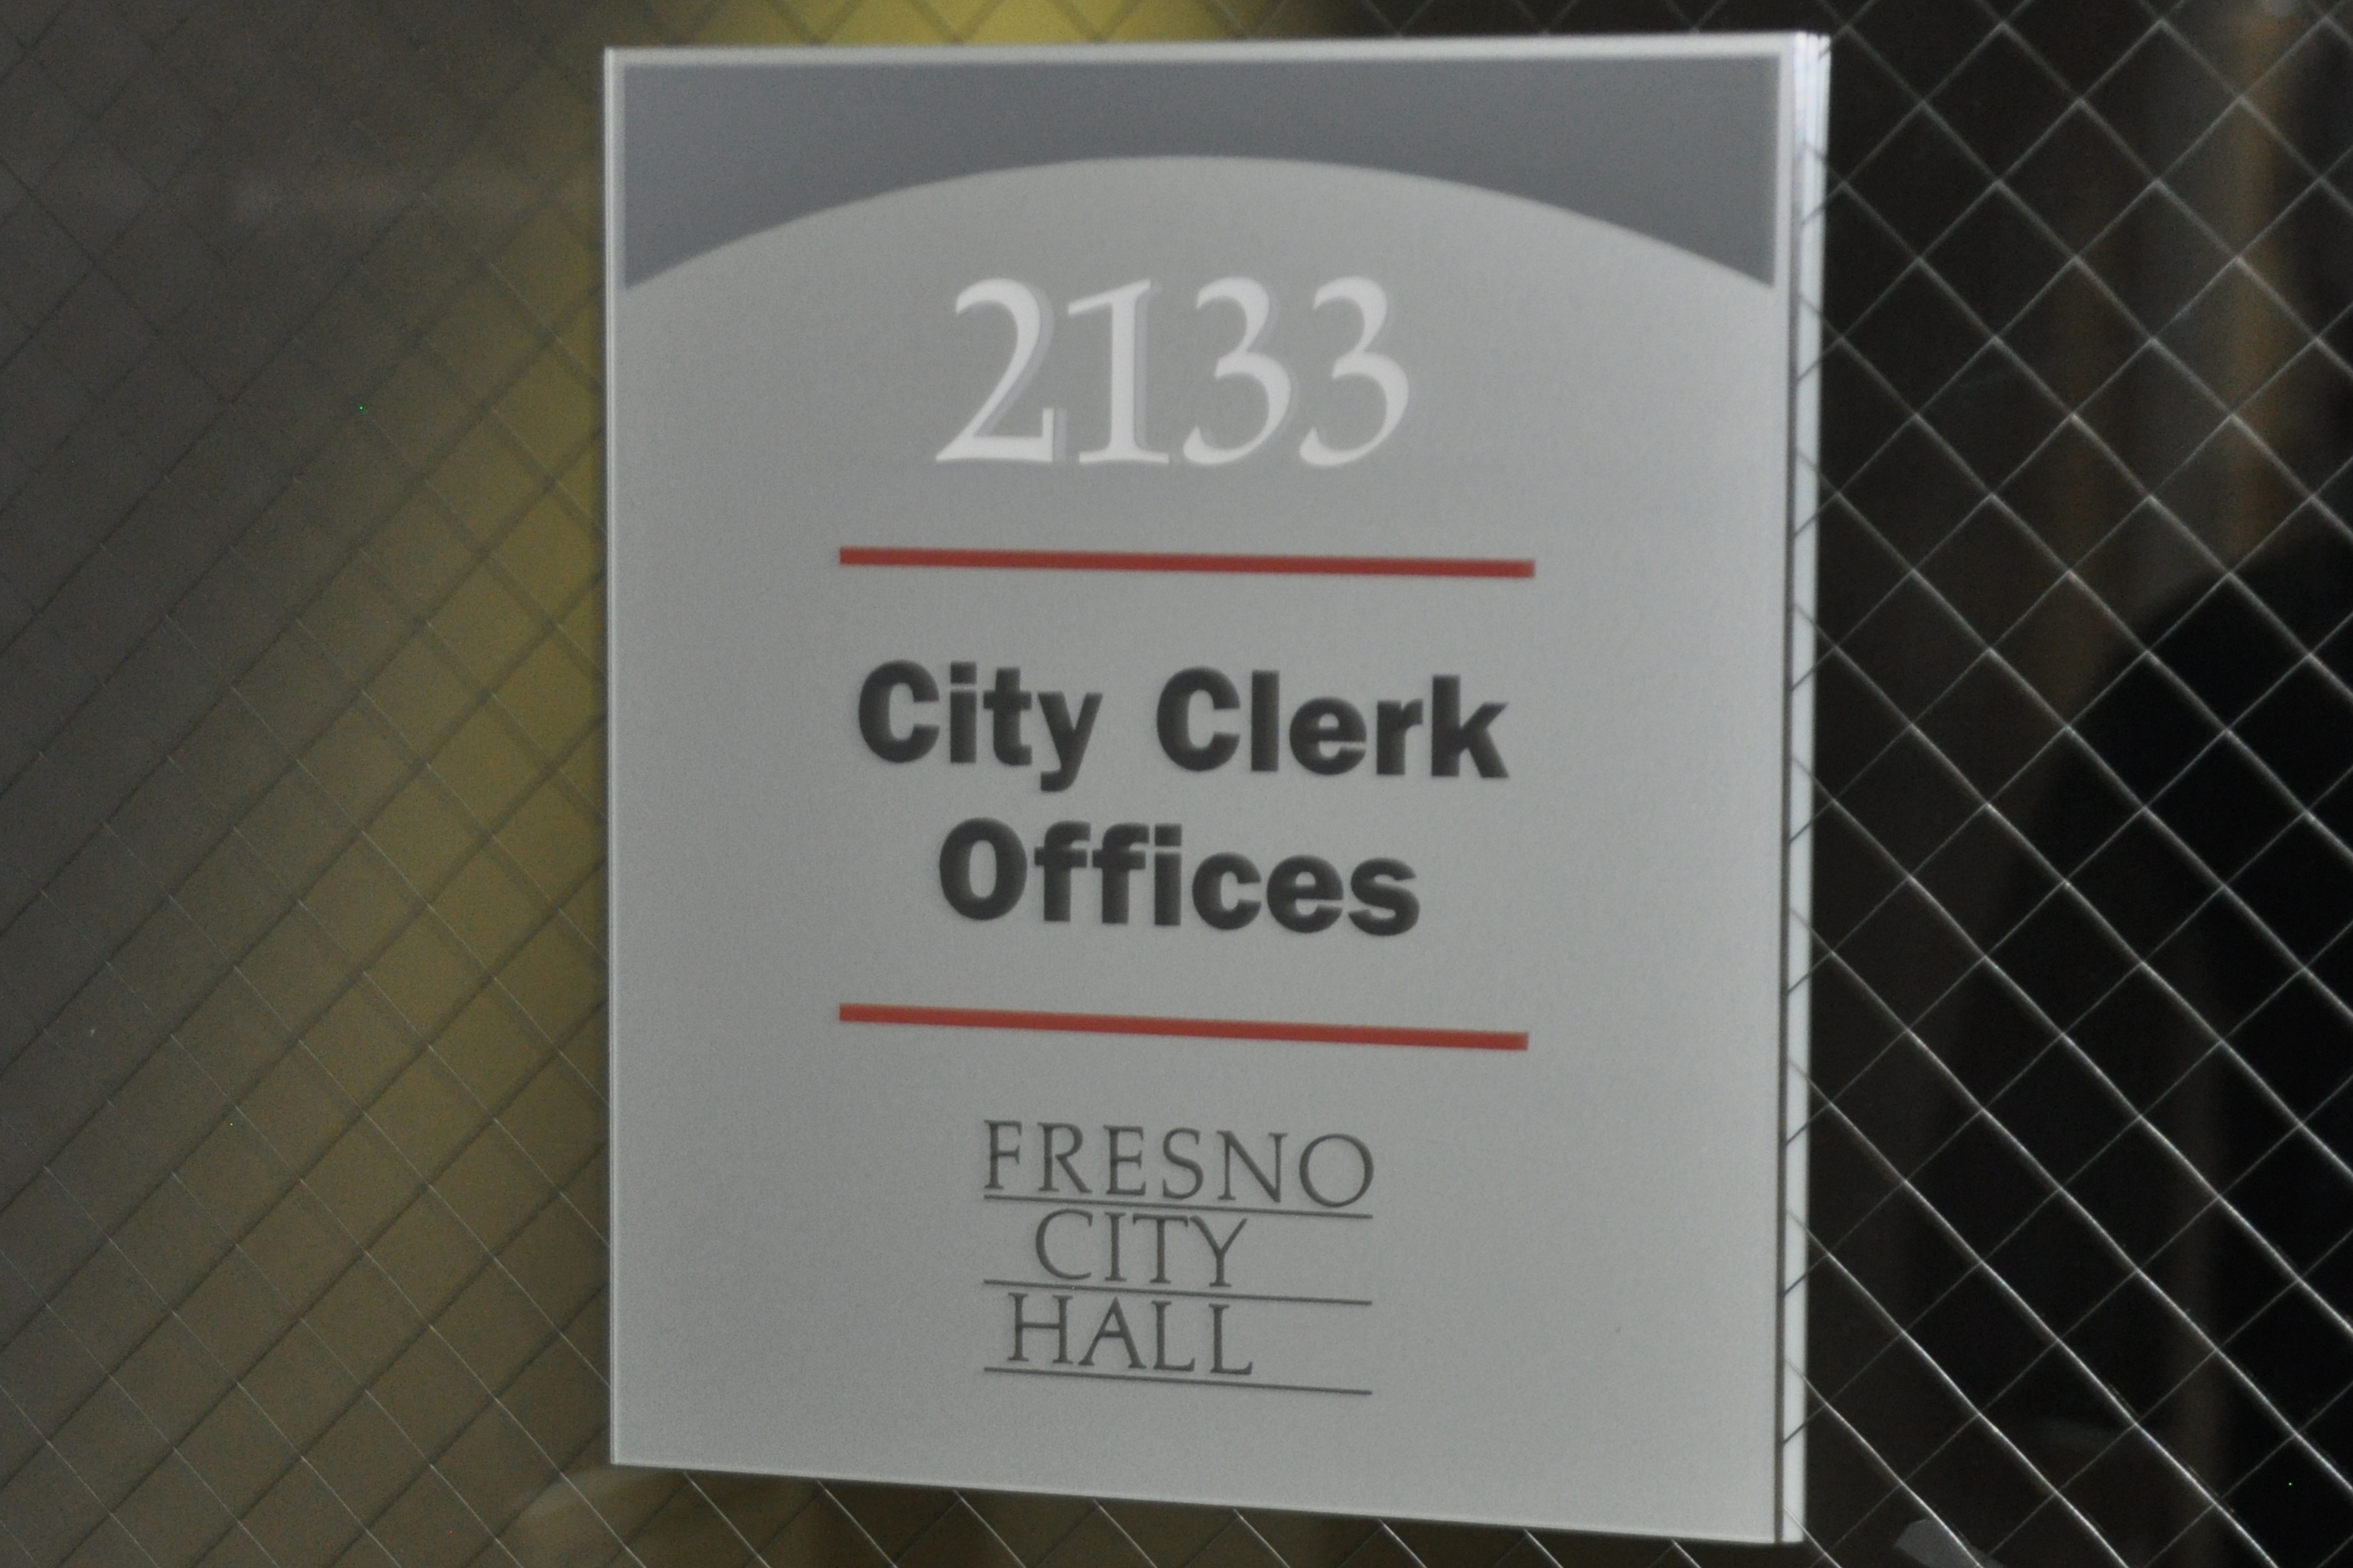 2133
City Clerk
Offices
FRESNO
CITY
HALL